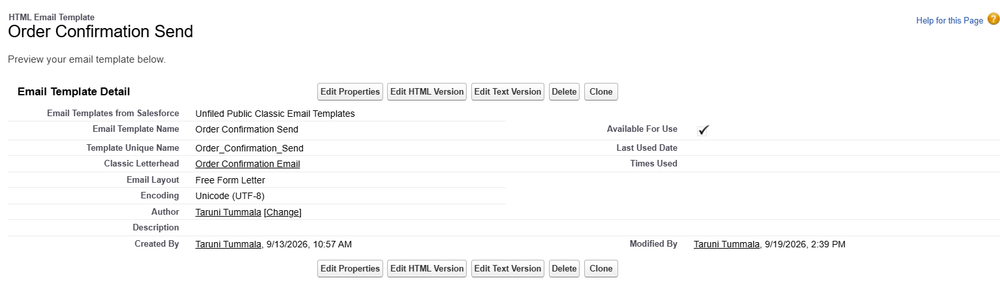 HTML Email Template
Order Confirmation Send
Help for this Page ?
Preview your email template below.
Email Template Detail
Edit Properties Edit HTML Version Edit Text Version Delete Clone
Email Templates from Salesforce Unfiled Public Classic Email Templates
Email Template Name Order Confirmation Send Available For Use
Template Unique Name Order_Confirmation_Send Last Used Date
Classic Letterhead Order Confirmation Email Times Used
Email Layout Free Form Letter
Encoding Unicode (UTF-8)
Author Taruni Tummala [Change]
Description
Created By Taruni Tummala, 9/13/2026, 10:57 AM Modified By Taruni Tummala, 9/19/2026, 2:39 PM
Edit Properties Edit HTML Version Edit Text Version Delete Clone